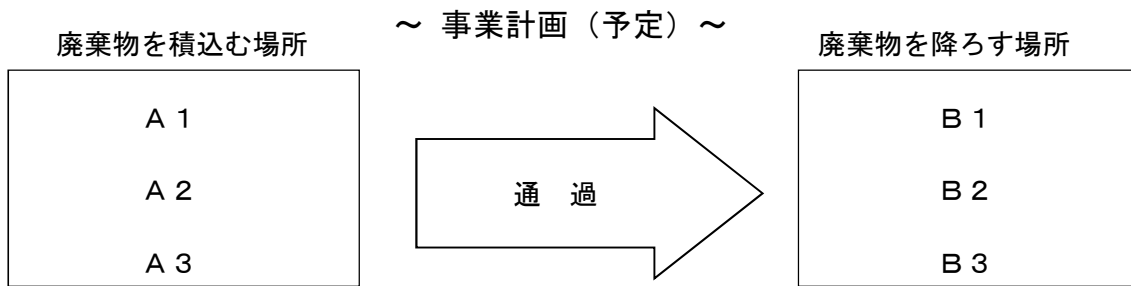 ～ 事業計画（予定）～
廃棄物を積込む場所
廃棄物を降ろす場所
Ａ１
Ａ２
Ａ３
通　過
Ｂ１
Ｂ２
Ｂ３